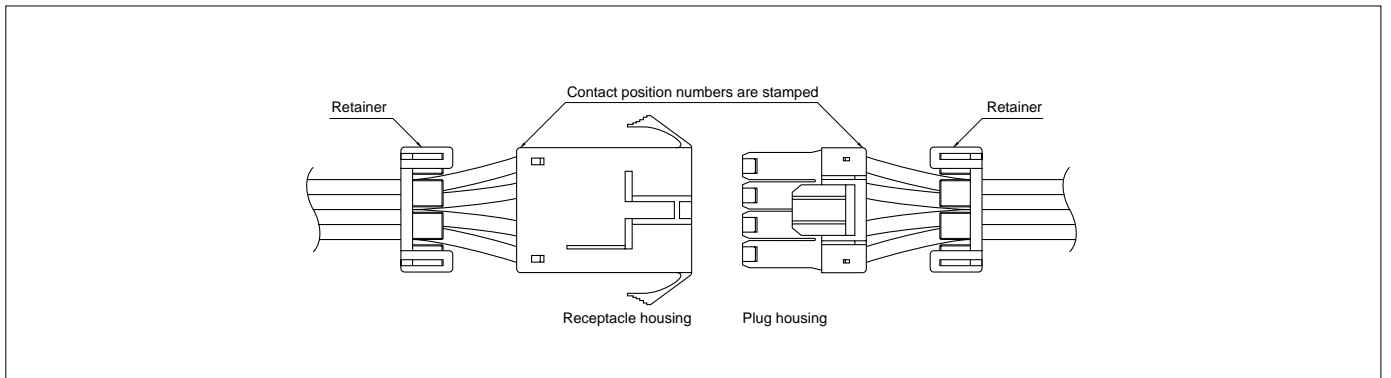 Contact position numbers are stamped
Retainer
Retainer
Receptacle housing
Plug housing